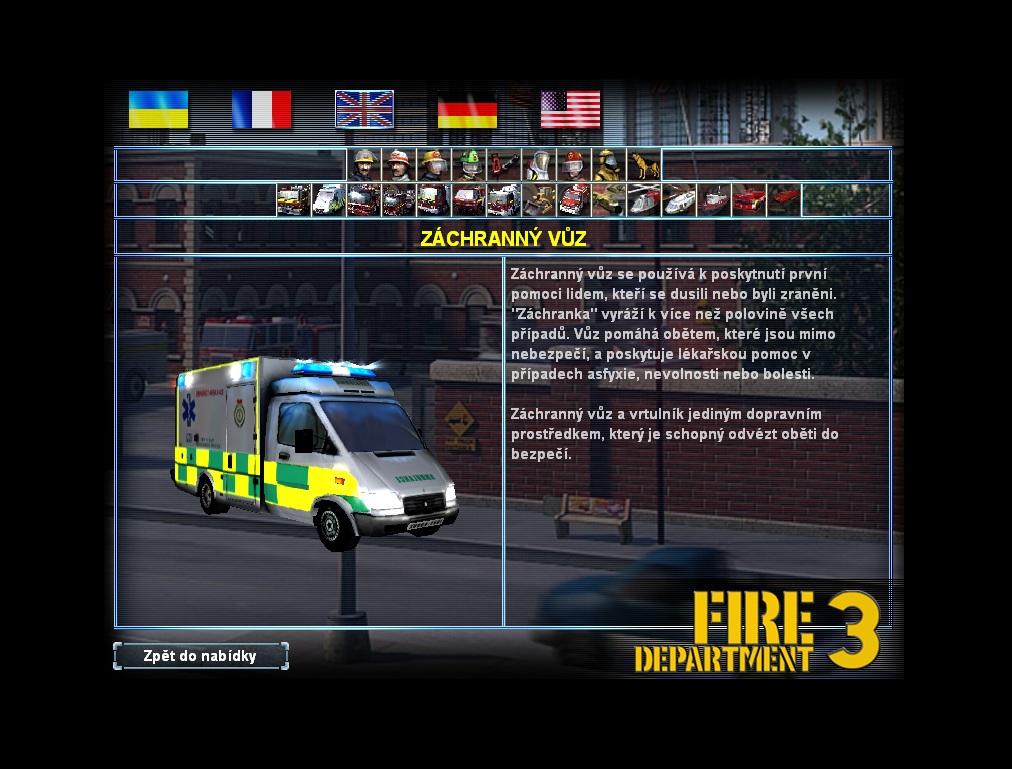 ZÁCHRANNÝ VŮZ
Záchranný vůz se používá k poskytnutí první
pomoci lidem, kteří se dusili nebo byli zraněni.
"Záchranka" vyráží k více než polovině všech
případů. Vůz pomáhá obětem, které jsou mimo
nebezpečí, a poskytuje lékařskou pomoc v
případech asfyxie, nevolnosti nebo bolesti.
Záchranný vůz a vrtulník jediným dopravním
prostředkem, který je schopný odvézt oběti do
bezpečí.
FIRE
DEPARTMENT 3
Zpět do nabídky